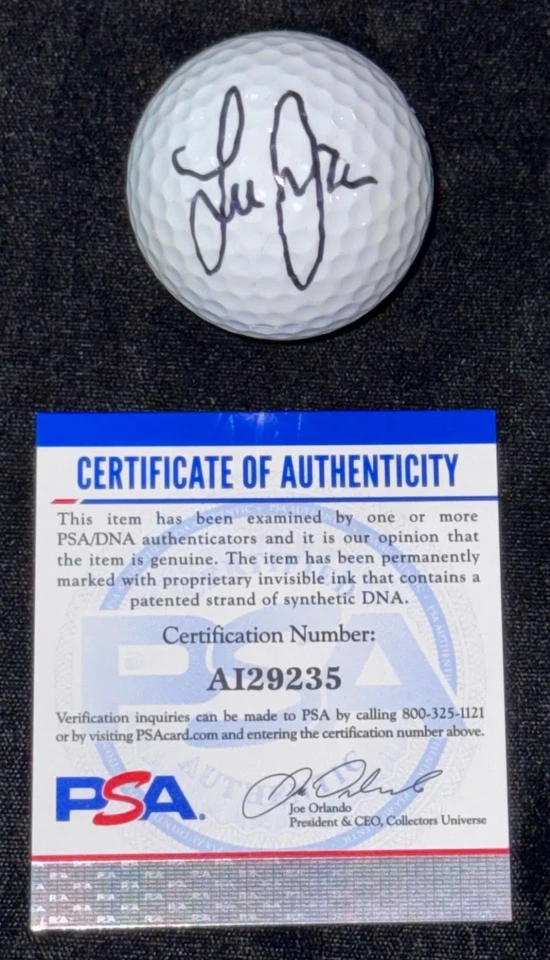 CERTIFICATE OF AUTHENTICITY
This item has been examined by one or more
PSA/DNA authenticators and it is our opinion that
the item is genuine. The item has been permanently
marked with proprietary invisible ink that contains a
patented strand of synthetic DNA.
Certification Number:
AI29235
Verification inquiries can be made to PSA by calling 800-325-1121
or by visiting PSAcard.com and entering the certification number above.
PSA.
Joe Orlando
President & CEO, Collectors Universe